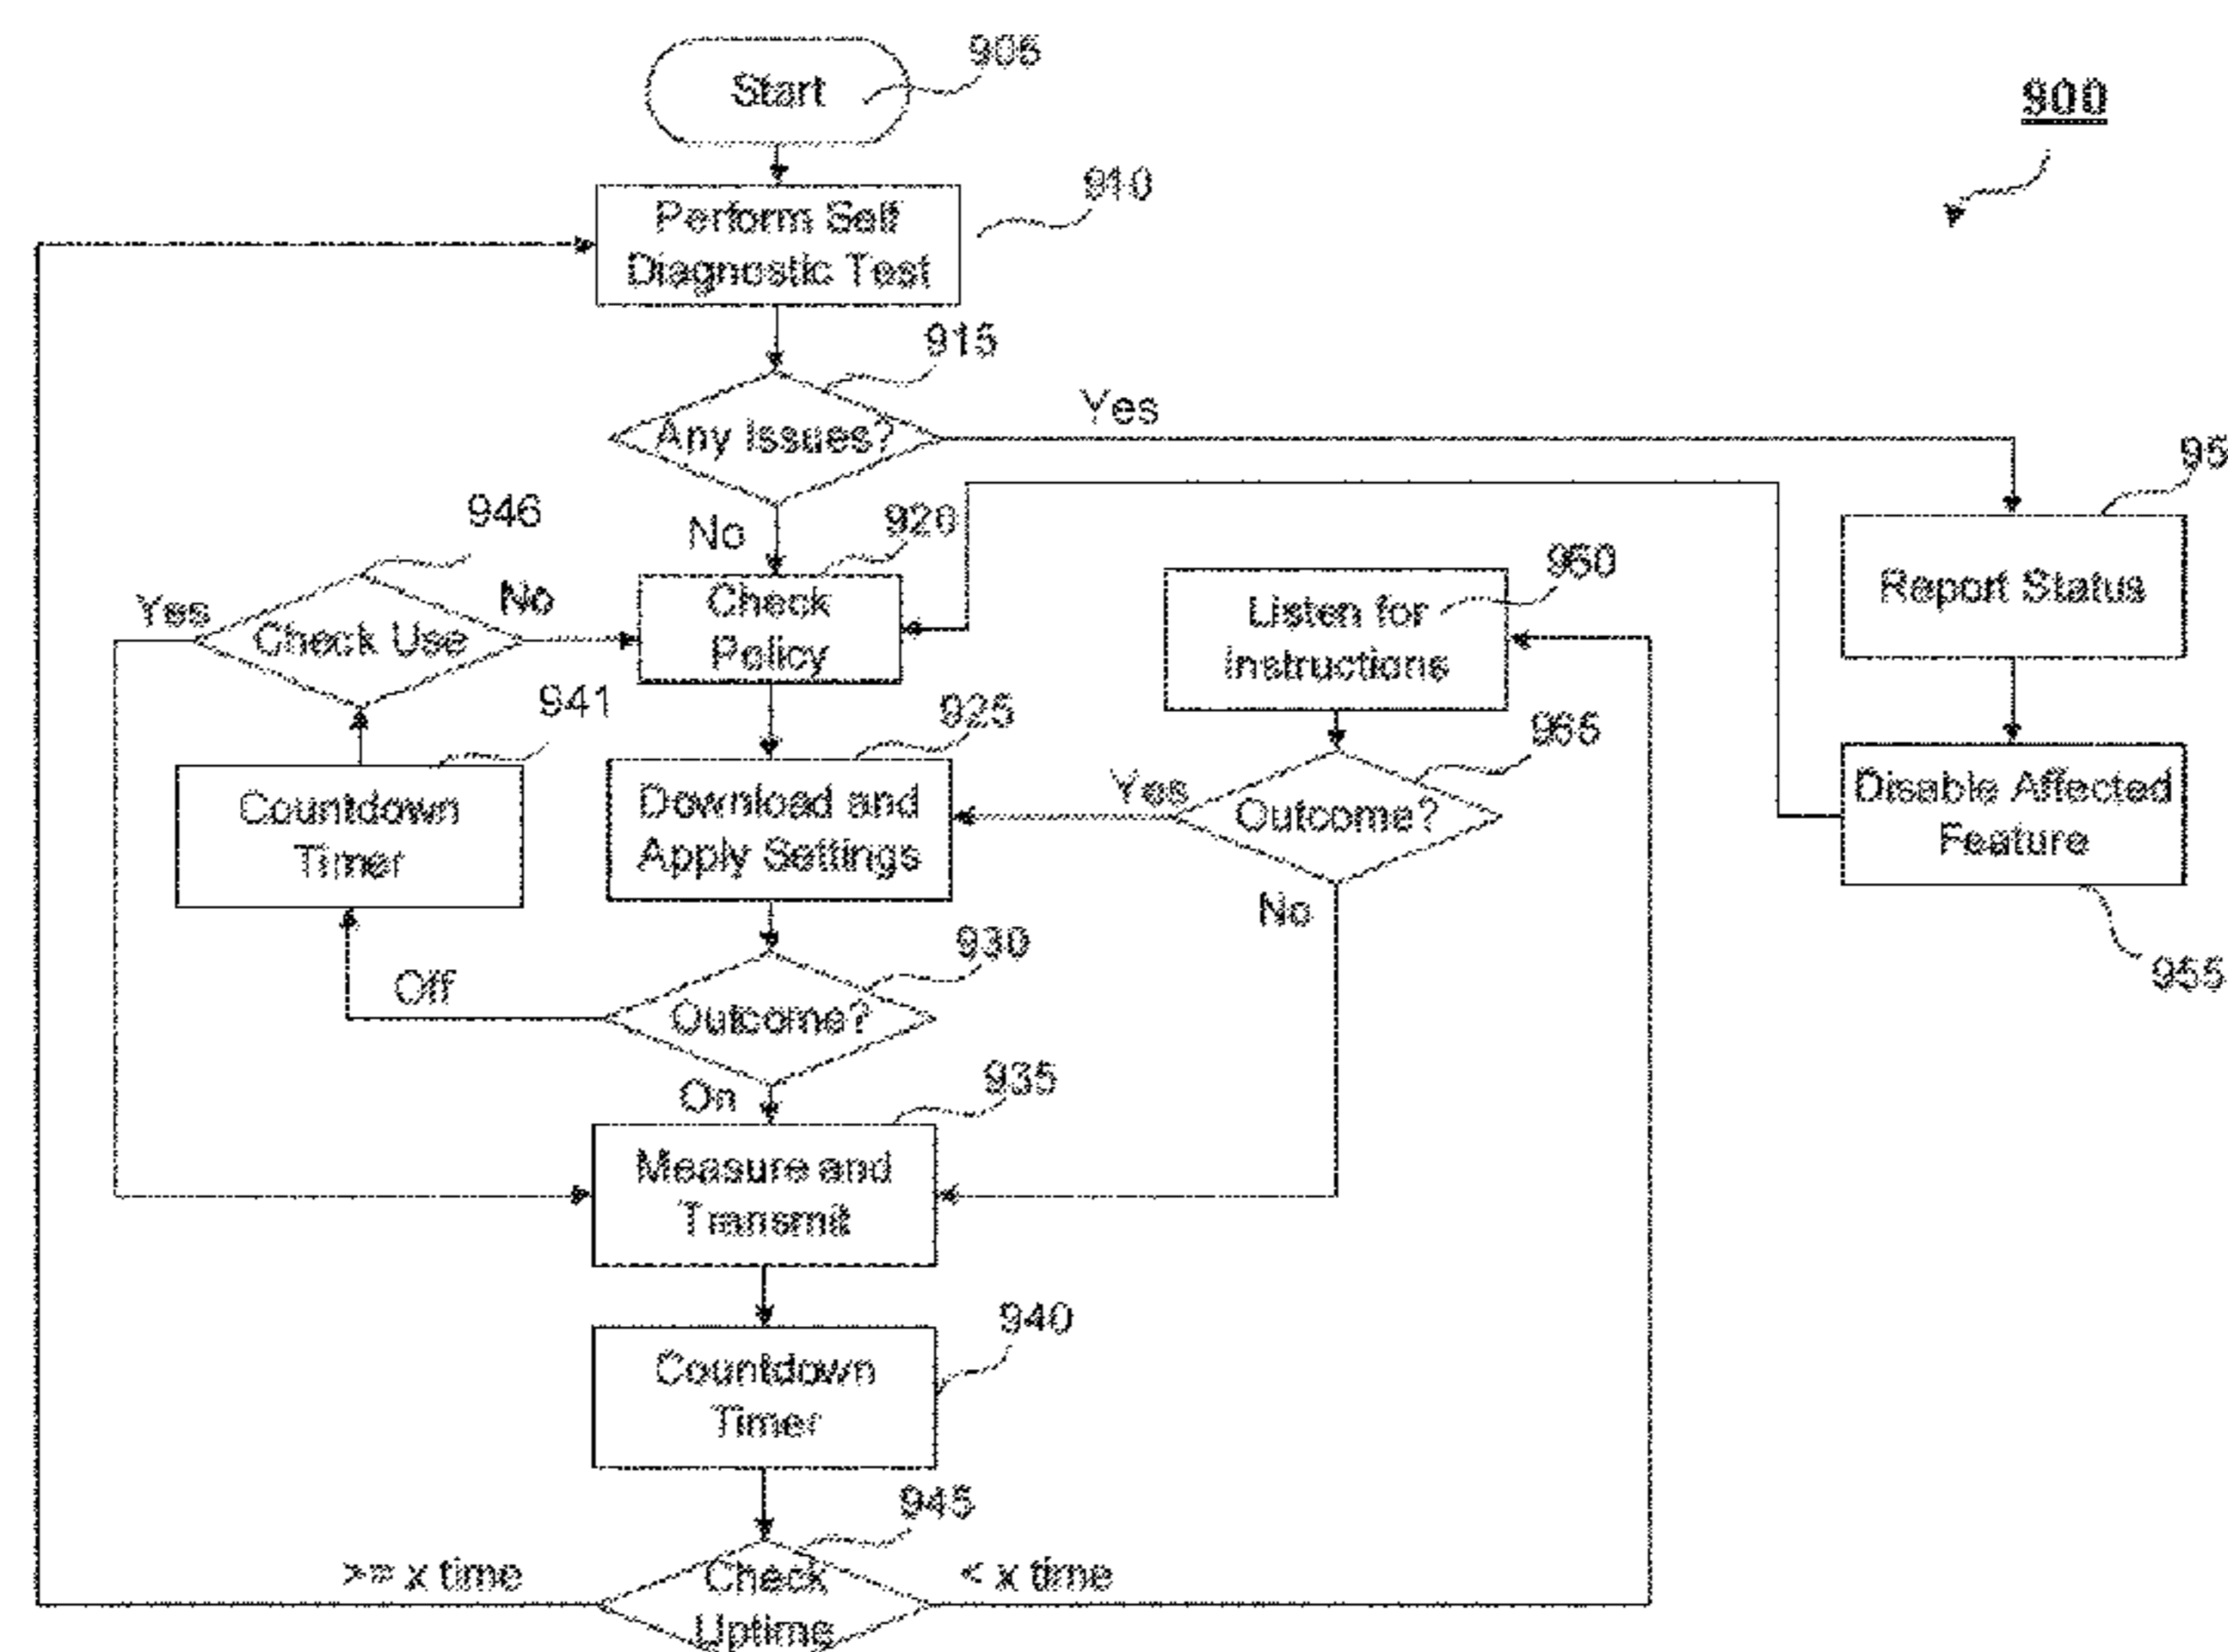 905
Start
900
910
Perform Self
Diagnostic Test
915
Any Issues?
Yes
95
No
920
946
Report Status
960
Listen for
Instructions
Check
Policy
Yes
Check Use
No
941
925
965
Countdown
Timer
Download and
Apply Settings
Yes
Outcome?
Disable Affected
Feature
No
955
930
Off
Outcome?
On
935
Measure and
Transmit
940
Countdown
Timer
945
>= x time
Check
Uptime
< x time